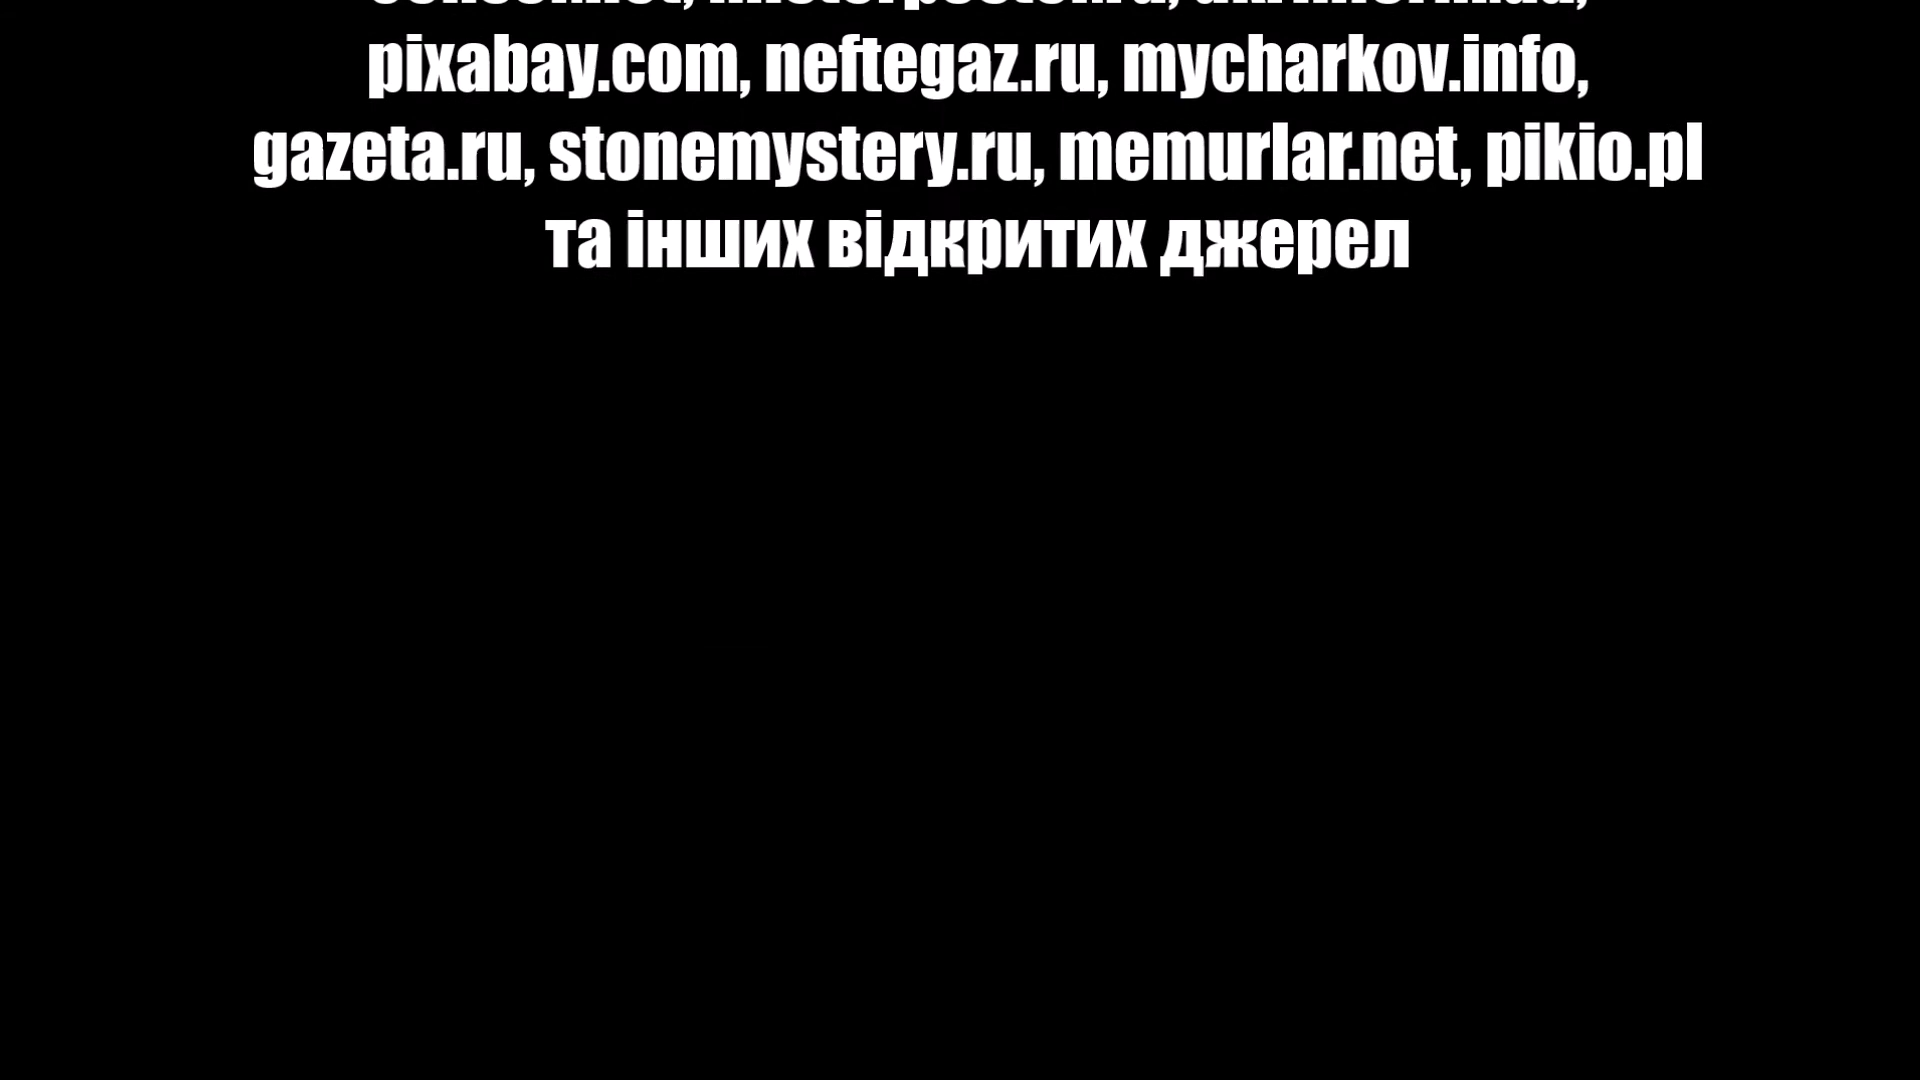 pixabay.com, neftegaz.ru, mycharkov.info,
gazeta.ru, stonemystery.ru, memurlar.net, pikio.pl
та інших відкритих джерел